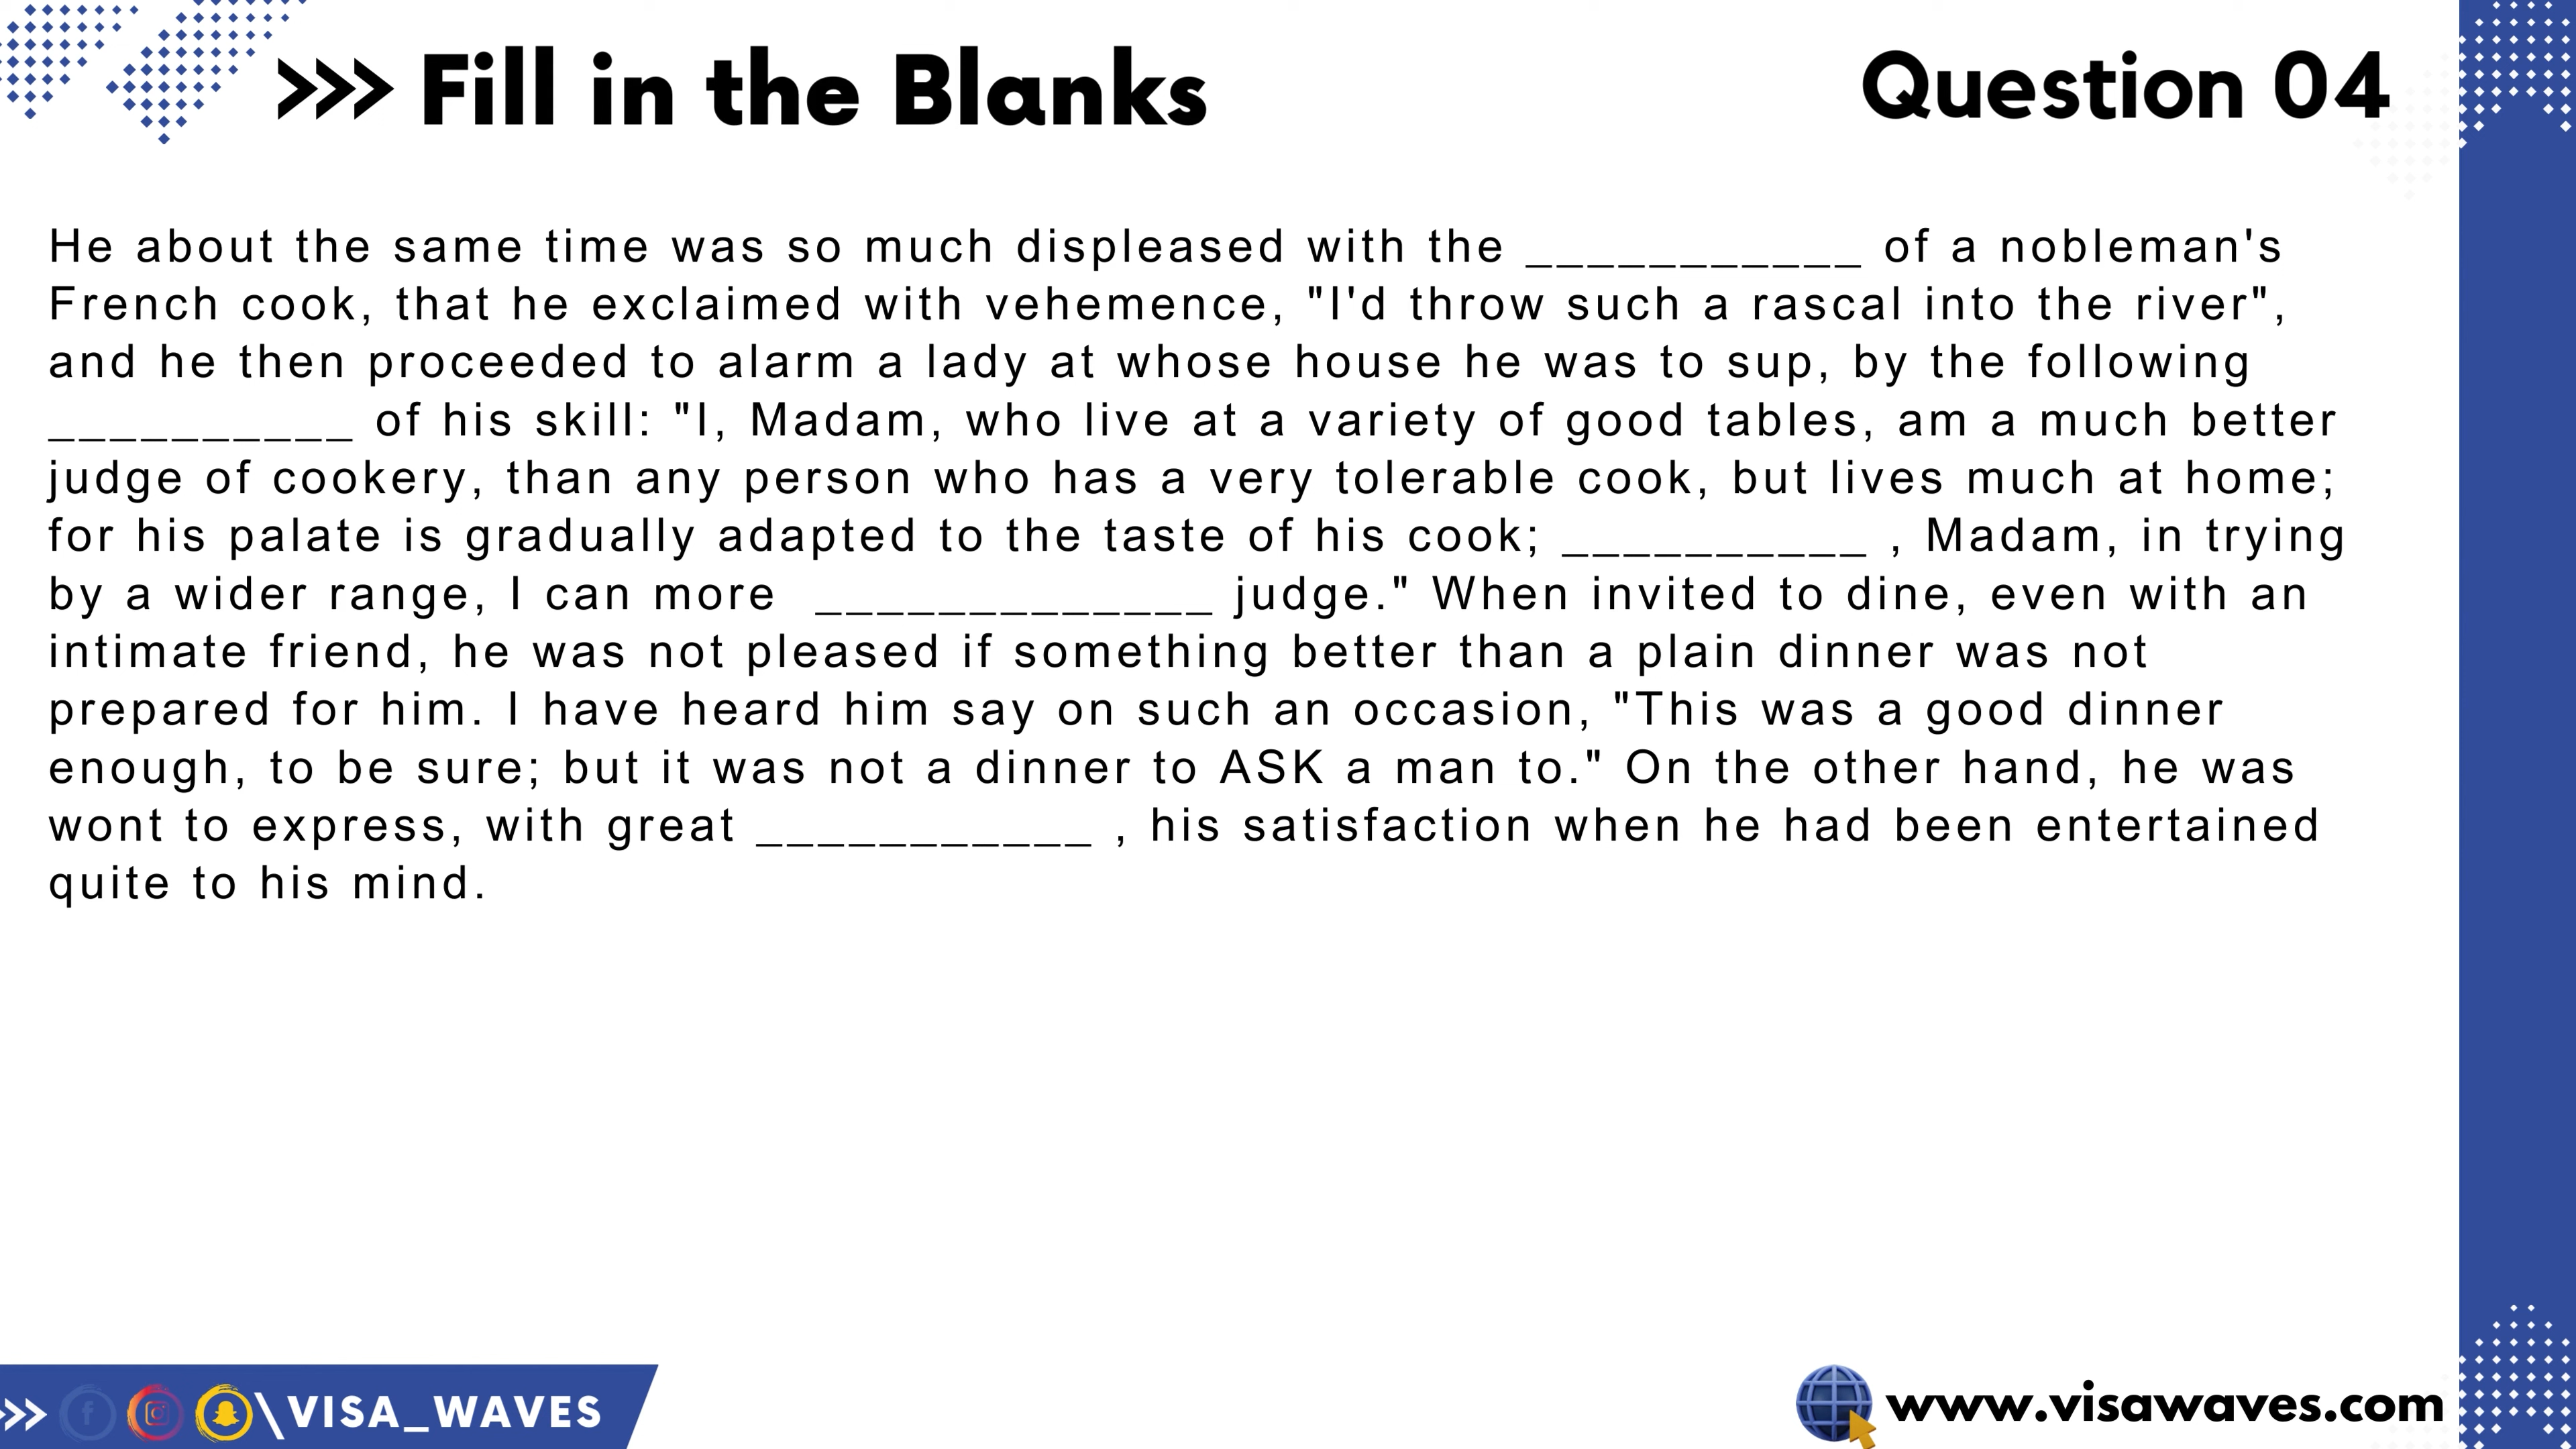 >>> Fill in the Blanks
Question 04
He about the same time was so much displeased with the ___________ of a nobleman's
French cook, that he exclaimed with vehemence, "I'd throw such a rascal into the river",
and he then proceeded to alarm a lady at whose house he was to sup, by the following
__________ of his skill: "I, Madam, who live at a variety of good tables, am a much better
judge of cookery, than any person who has a very tolerable cook, but lives much at home;
for his palate is gradually adapted to the taste of his cook; __________ , Madam, in trying
by a wider range, I can more _____________ judge." When invited to dine, even with an
intimate friend, he was not pleased if something better than a plain dinner was not
prepared for him. I have heard him say on such an occasion, "This was a good dinner
enough, to be sure; but it was not a dinner to ASK a man to." On the other hand, he was
wont to express, with great ___________ , his satisfaction when he had been entertained
quite to his mind.
>> \VISA_WAVES
www.visawaves.com